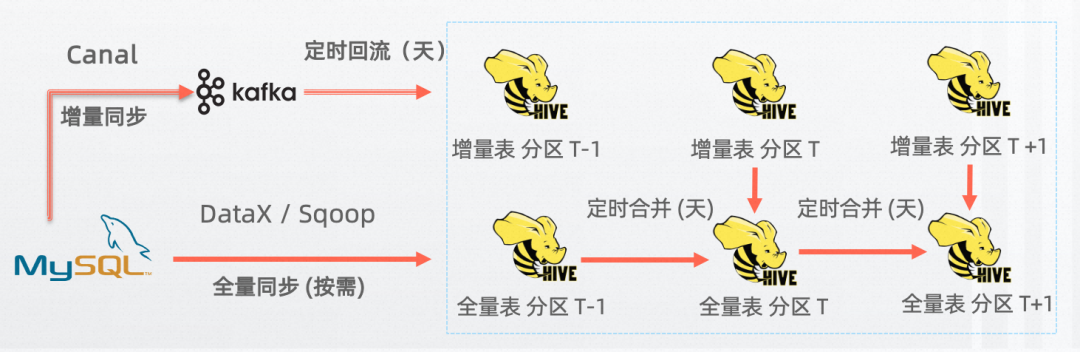 Canal
定时回流（天）
kafka
增量同步
HIVE
HIVE
HIVE
增量表 分区 T-1
增量表 分区 T
增量表 分区 T +1
DataX / Sqoop
定时合并 (天)
定时合并 (天)
MySQL™
全量同步 (按需)
HIVE
HIVE
HIVE
全量表 分区 T-1
全量表 分区 T
全量表 分区 T+1